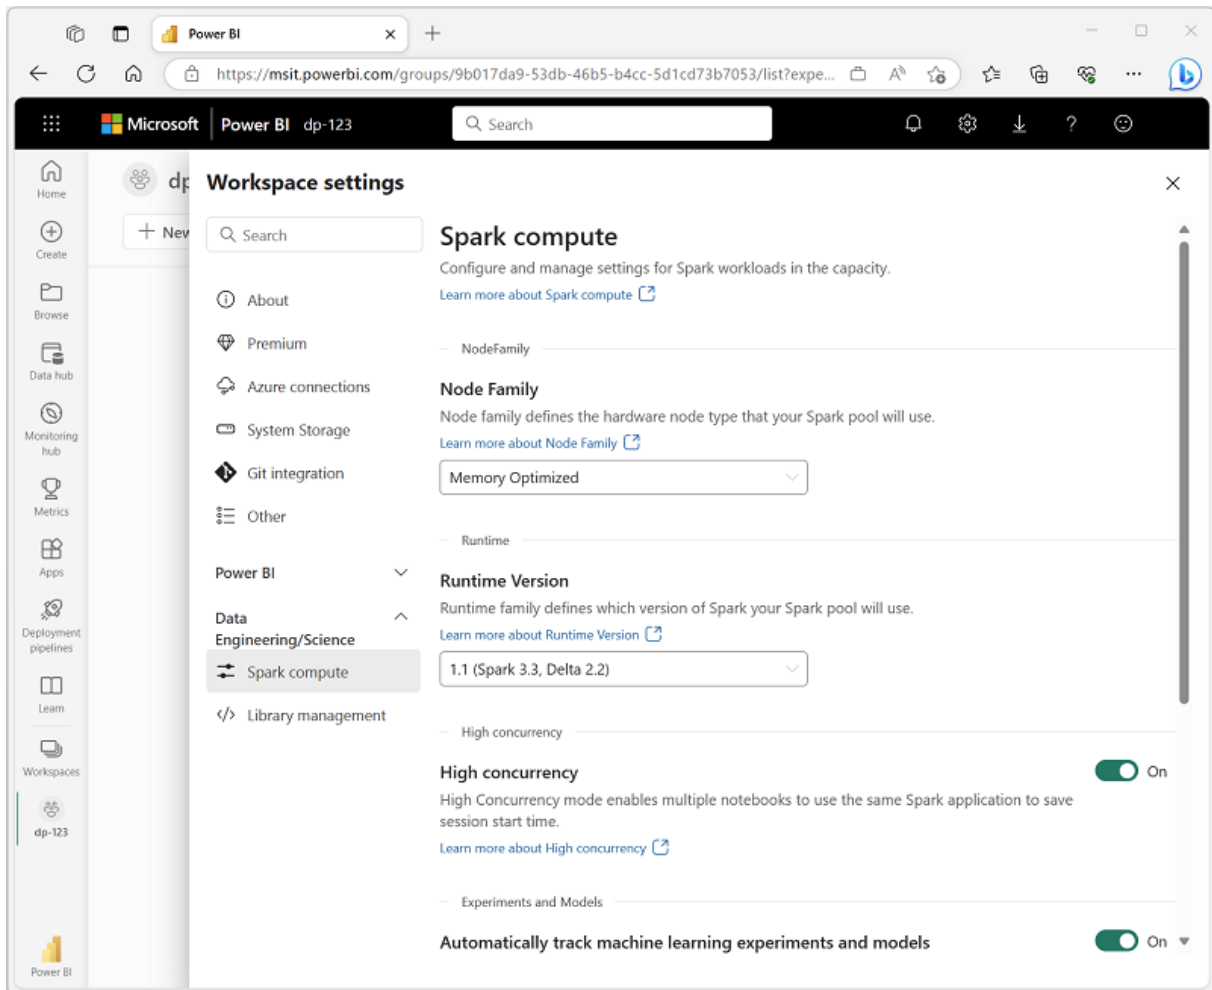 Power BI
https://msit.powerbi.com/groups/9b017da9-53db-46b5-b4cc-5d1cd73b7053/list?expe...
Microsoft
Power BI dp-123
Search
Home
Create
Browse
Data hub
Monitoring
hub
Metrics
Apps
Deployment
pipelines
Learn
Workspaces
dp-123
Power BI
dp
New
Workspace settings
Search
About
Premium
Azure connections
System Storage
Git integration
Other
Power BI
Data
Engineering/Science
Spark compute
Library management
Spark compute
Configure and manage settings for Spark workloads in the capacity.
Learn more about Spark compute
NodeFamily
Node Family
Node family defines the hardware node type that your Spark pool will use.
Learn more about Node Family
Memory Optimized
Runtime
Runtime Version
Runtime family defines which version of Spark your Spark pool will use.
Learn more about Runtime Version
1.1 (Spark 3.3, Delta 2.2)
High concurrency
High concurrency
On
High Concurrency mode enables multiple notebooks to use the same Spark application to save
session start time.
Learn more about High concurrency
Experiments and Models
Automatically track machine learning experiments and models
On